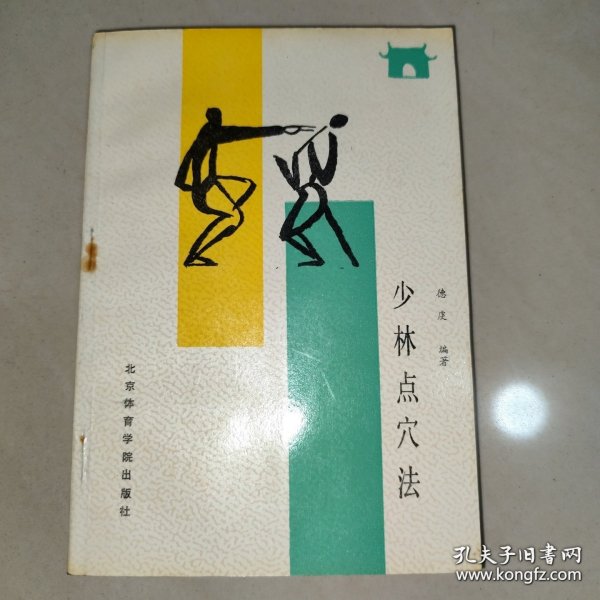 少林点穴法
德虔 编著
北京体育学院出版社
孔夫子旧书网
www.kongfz.com